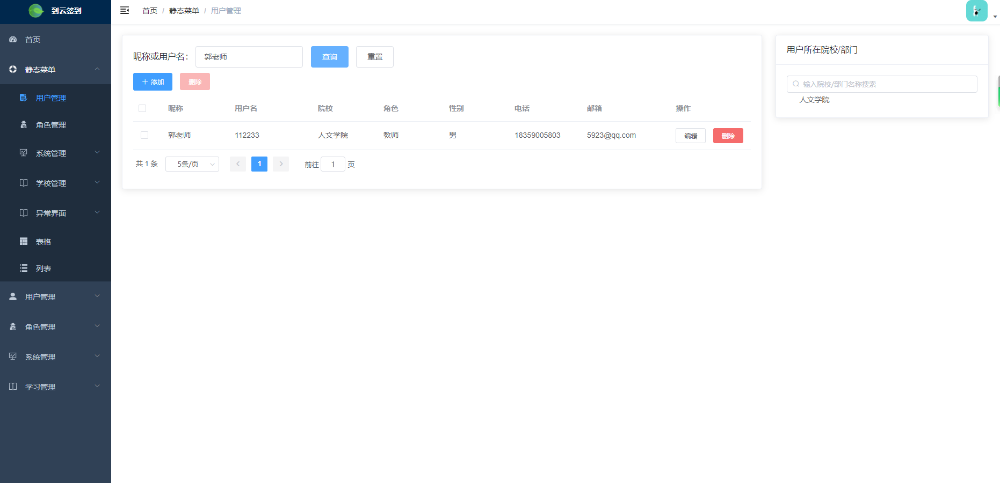 到云签到
首页 / 静态菜单 / 用户管理
首页
静态菜单
用户管理
角色管理
系统管理
学校管理
异常界面
表格
列表
用户管理
角色管理
系统管理
学习管理
昵称或用户名： 郭老师 查询 重置
+ 添加 删除
昵称 用户名 院校 角色 性别 电话 邮箱 操作
郭老师 112233 人文学院 教师 男 18359005803 5923@qq.com 编辑 删除
共 1 条 5条/页 < 1 > 前往 1 页
用户所在院校/部门
输入院校/部门名称搜索
人文学院